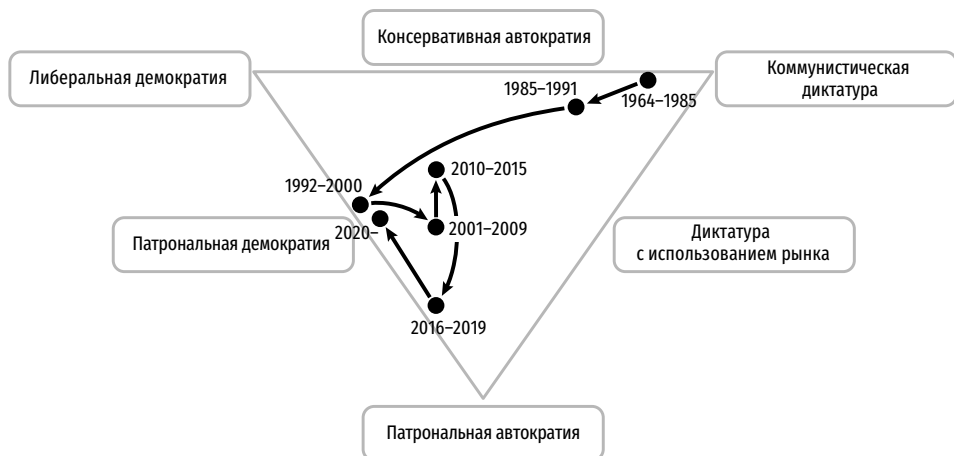 Консервативная автократия
Либеральная демократия
Коммунистическая
диктатура
1985–1991
1964–1985
2010–2015
1992–2000
2001–2009
2020–
Патрональная демократия
Диктатура
с использованием рынка
2016–2019
Патрональная автократия